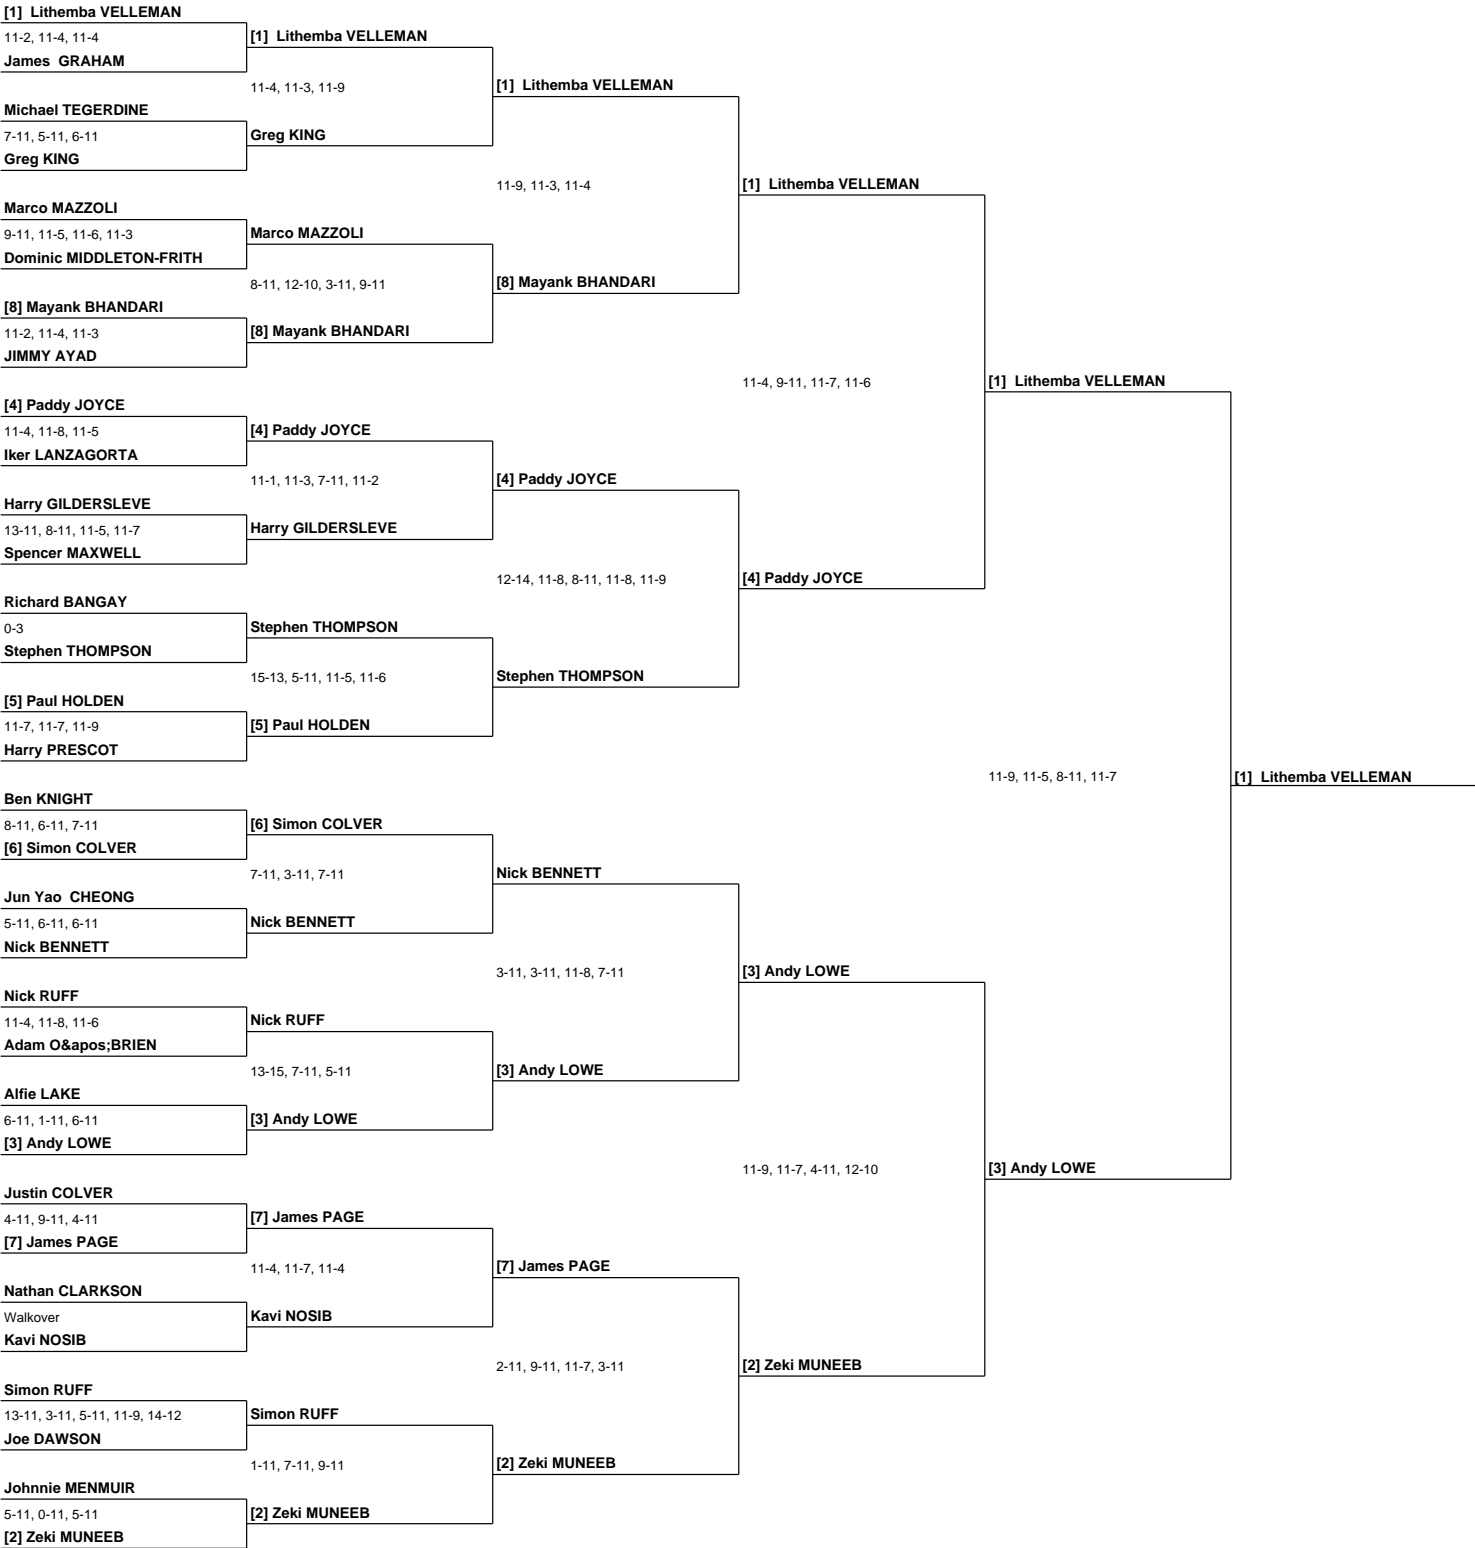 [1]  Lithemba VELLEMAN
11-2, 11-4, 11-4
James  GRAHAM
Michael TEGERDINE
7-11, 5-11, 6-11
Greg KING
Marco MAZZOLI
9-11, 11-5, 11-6, 11-3
Dominic MIDDLETON-FRITH
[8] Mayank BHANDARI
11-2, 11-4, 11-3
JIMMY AYAD
[4] Paddy JOYCE
11-4, 11-8, 11-5
Iker LANZAGORTA
Harry GILDERSLEVE
13-11, 8-11, 11-5, 11-7
Spencer MAXWELL
Richard BANGAY
0-3
Stephen THOMPSON
[5] Paul HOLDEN
11-7, 11-7, 11-9
Harry PRESCOT
Ben KNIGHT
8-11, 6-11, 7-11
[6] Simon COLVER
Jun Yao  CHEONG
5-11, 6-11, 6-11
Nick BENNETT
Nick RUFF
11-4, 11-8, 11-6
Adam O&apos;BRIEN
Alfie LAKE
6-11, 1-11, 6-11
[3] Andy LOWE
Justin COLVER
4-11, 9-11, 4-11
[7] James PAGE
Nathan CLARKSON
Walkover
Kavi NOSIB
Simon RUFF
13-11, 3-11, 5-11, 11-9, 14-12
Joe DAWSON
Johnnie MENMUIR
5-11, 0-11, 5-11
[2] Zeki MUNEEB
[1]  Lithemba VELLEMAN
11-4, 11-3, 11-9
Greg KING
Marco MAZZOLI
8-11, 12-10, 3-11, 9-11
[8] Mayank BHANDARI
[4] Paddy JOYCE
11-1, 11-3, 7-11, 11-2
Harry GILDERSLEVE
Stephen THOMPSON
15-13, 5-11, 11-5, 11-6
[5] Paul HOLDEN
[6] Simon COLVER
7-11, 3-11, 7-11
Nick BENNETT
Nick RUFF
13-15, 7-11, 5-11
[3] Andy LOWE
[7] James PAGE
11-4, 11-7, 11-4
Kavi NOSIB
Simon RUFF
1-11, 7-11, 9-11
[2] Zeki MUNEEB
[1]  Lithemba VELLEMAN
11-9, 11-3, 11-4
[8] Mayank BHANDARI
[4] Paddy JOYCE
12-14, 11-8, 8-11, 11-8, 11-9
Stephen THOMPSON
Nick BENNETT
3-11, 3-11, 11-8, 7-11
[3] Andy LOWE
[7] James PAGE
2-11, 9-11, 11-7, 3-11
[2] Zeki MUNEEB
[1]  Lithemba VELLEMAN
11-4, 9-11, 11-7, 11-6
[4] Paddy JOYCE
[3] Andy LOWE
11-9, 11-7, 4-11, 12-10
[2] Zeki MUNEEB
[1]  Lithemba VELLEMAN
11-9, 11-5, 8-11, 11-7
[3] Andy LOWE
[1]  Lithemba VELLEMAN